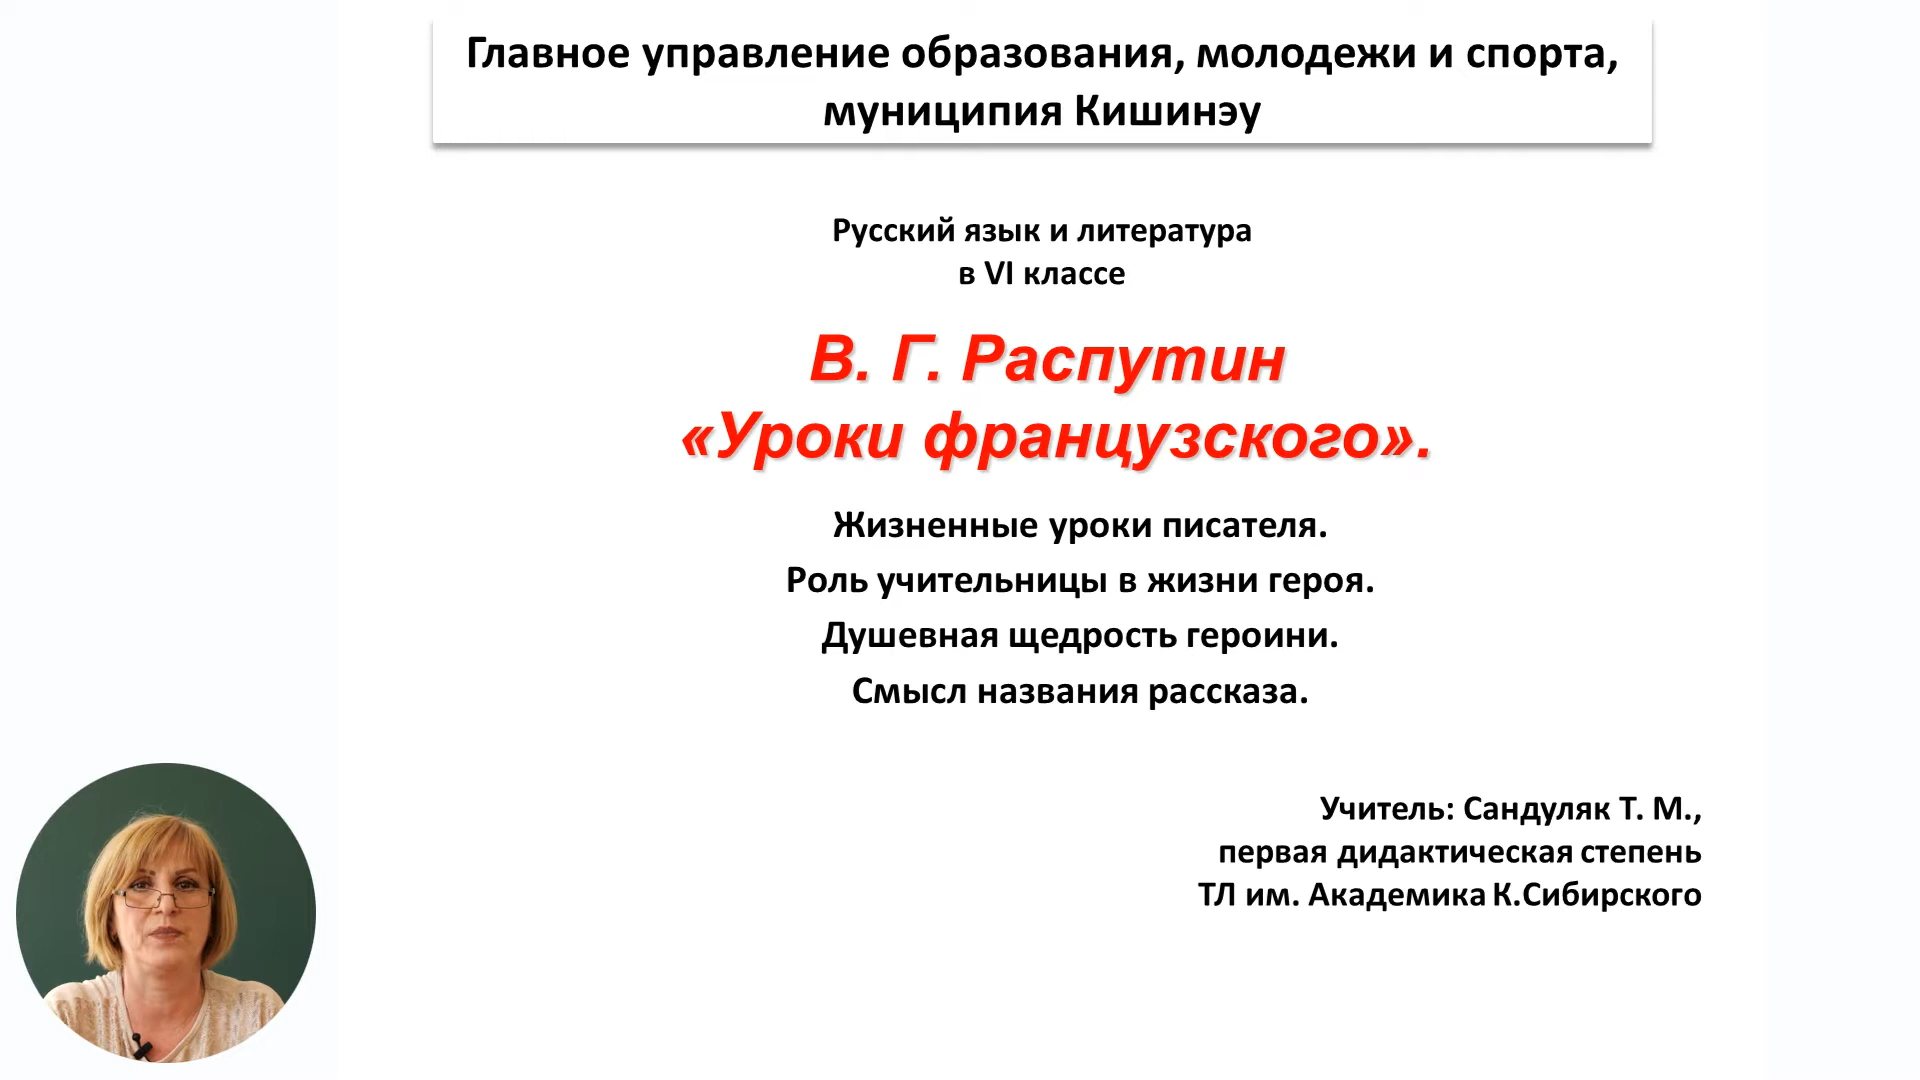 Главное управление образования, молодежи и спорта,
муниципия Кишинэу
Русский язык и литература
в VI классе
В. Г. Распутин
«Уроки французского».
Жизненные уроки писателя.
Роль учительницы в жизни героя.
Душевная щедрость героини.
Смысл названия рассказа.
Учитель: Сандуляк Т. М.,
первая дидактическая степень
ТЛ им. Академика К.Сибирского